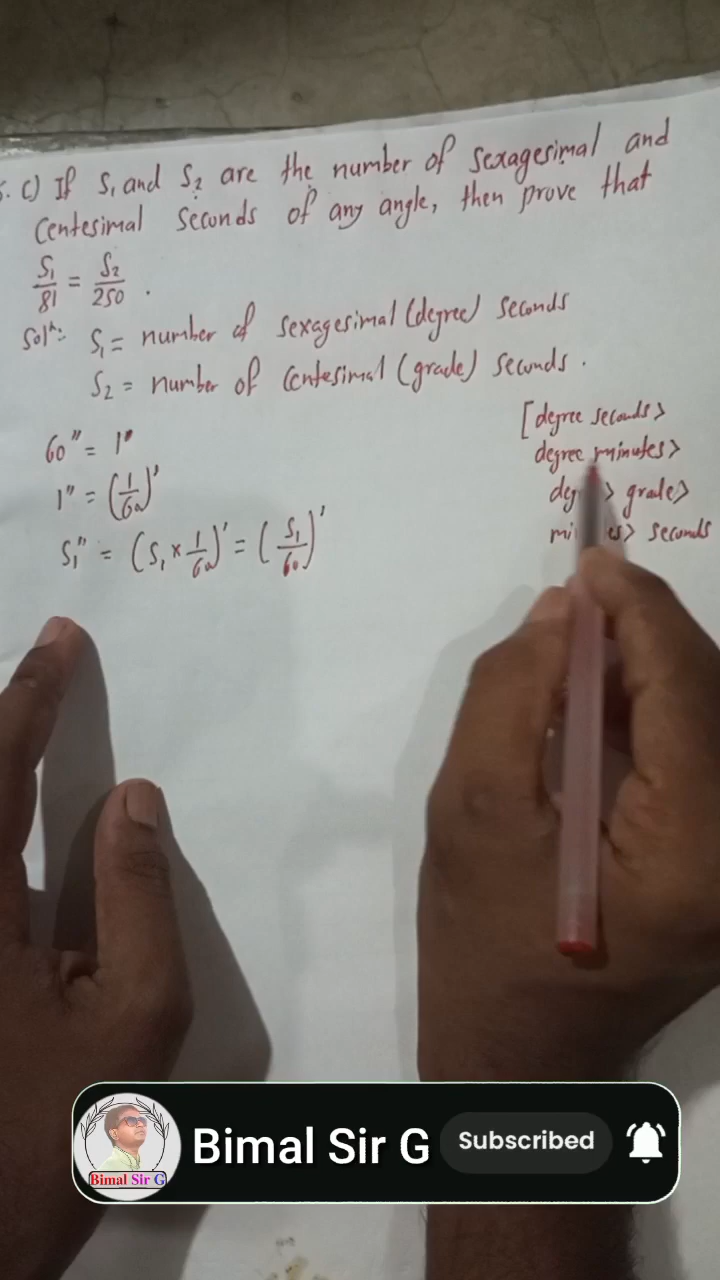 5. c) If S₁ and S₂ are the number of sexagesimal and
Centesimal Seconds of any angle, then prove that
S₁/81 = S₂/250 .
Solⁿ: S₁ = number of sexagesimal (degree) seconds
S₂ = number of Centesimal (grade) seconds .
60" = 1'
1" = (1/60)'
S₁" = (S₁ × 1/60)' = (S₁/60)'
[degree seconds>
degree minutes>
grade>
seconds
Bimal Sir G
Bimal Sir G
Subscribed